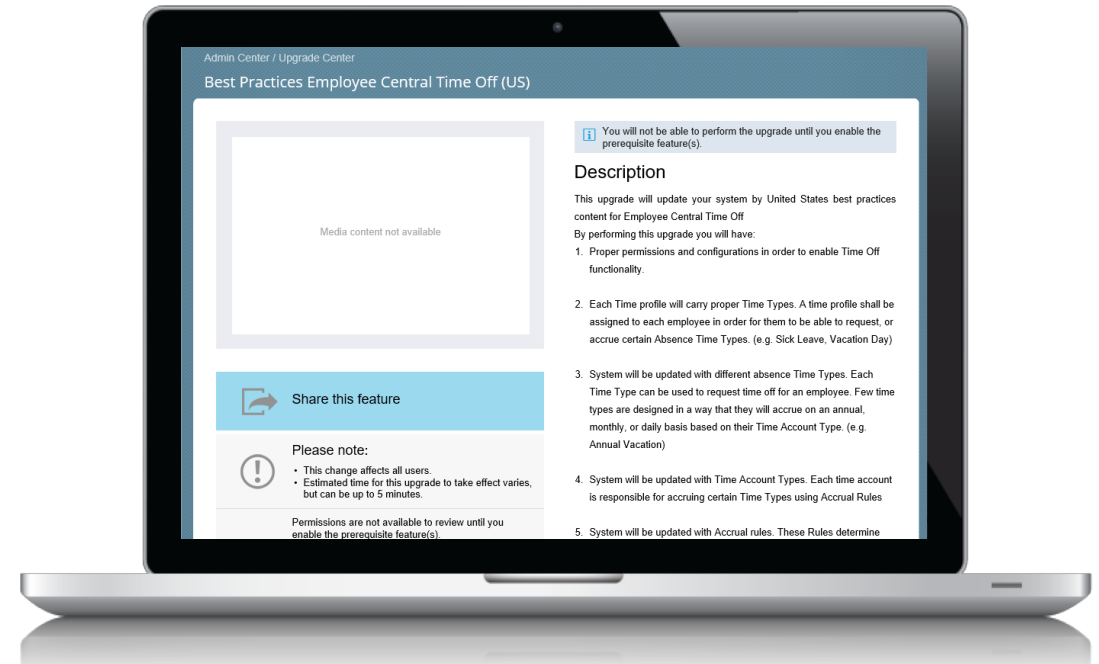 Admin Center / Upgrade Center
Best Practices Employee Central Time Off (US)
Media content not available
Share this feature
Please note:
• This change affects all users.
• Estimated time for this upgrade to take effect varies,
but can be up to 5 minutes.
Permissions are not available to review until you
enable the prerequisite feature(s).
You will not be able to perform the upgrade until you enable the
prerequisite feature(s).
Description
This upgrade will update your system by United States best practices
content for Employee Central Time Off
By performing this upgrade you will have:
1. Proper permissions and configurations in order to enable Time Off
functionality.
2. Each Time profile will carry proper Time Types. A time profile shall be
assigned to each employee in order for them to be able to request, or
accrue certain Absence Time Types. (e.g. Sick Leave, Vacation Day)
3. System will be updated with different absence Time Types. Each
Time Type can be used to request time off for an employee. Few time
types are designed in a way that they will accrue on an annual,
monthly, or daily basis based on their Time Account Type. (e.g.
Annual Vacation)
4. System will be updated with Time Account Types. Each time account
is responsible for accruing certain Time Types using Accrual Rules
5. System will be updated with Accrual rules. These Rules determine